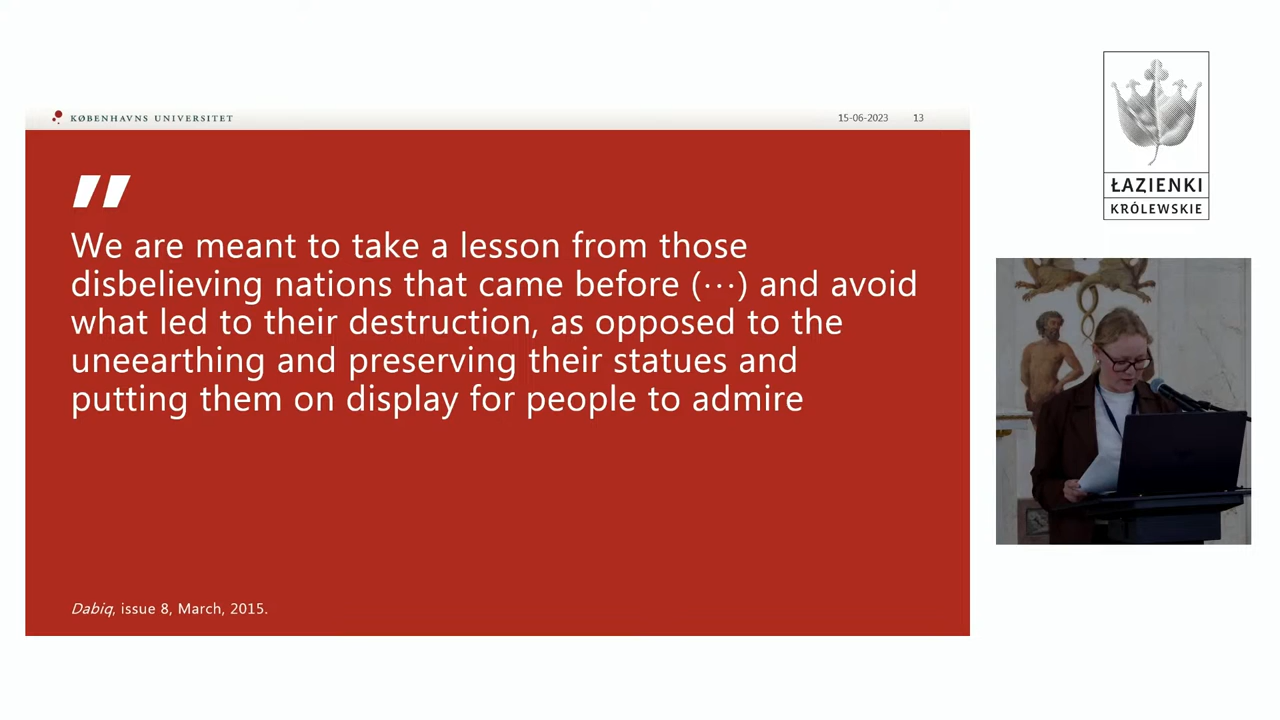 KØBENHAVNS UNIVERSITET
15-06-2023 13
"
We are meant to take a lesson from those
disbelieving nations that came before (···) and avoid
what led to their destruction, as opposed to the
uneearthing and preserving their statues and
putting them on display for people to admire
Dabiq, issue 8, March, 2015.
ŁAZIENKI
KRÓLEWSKIE